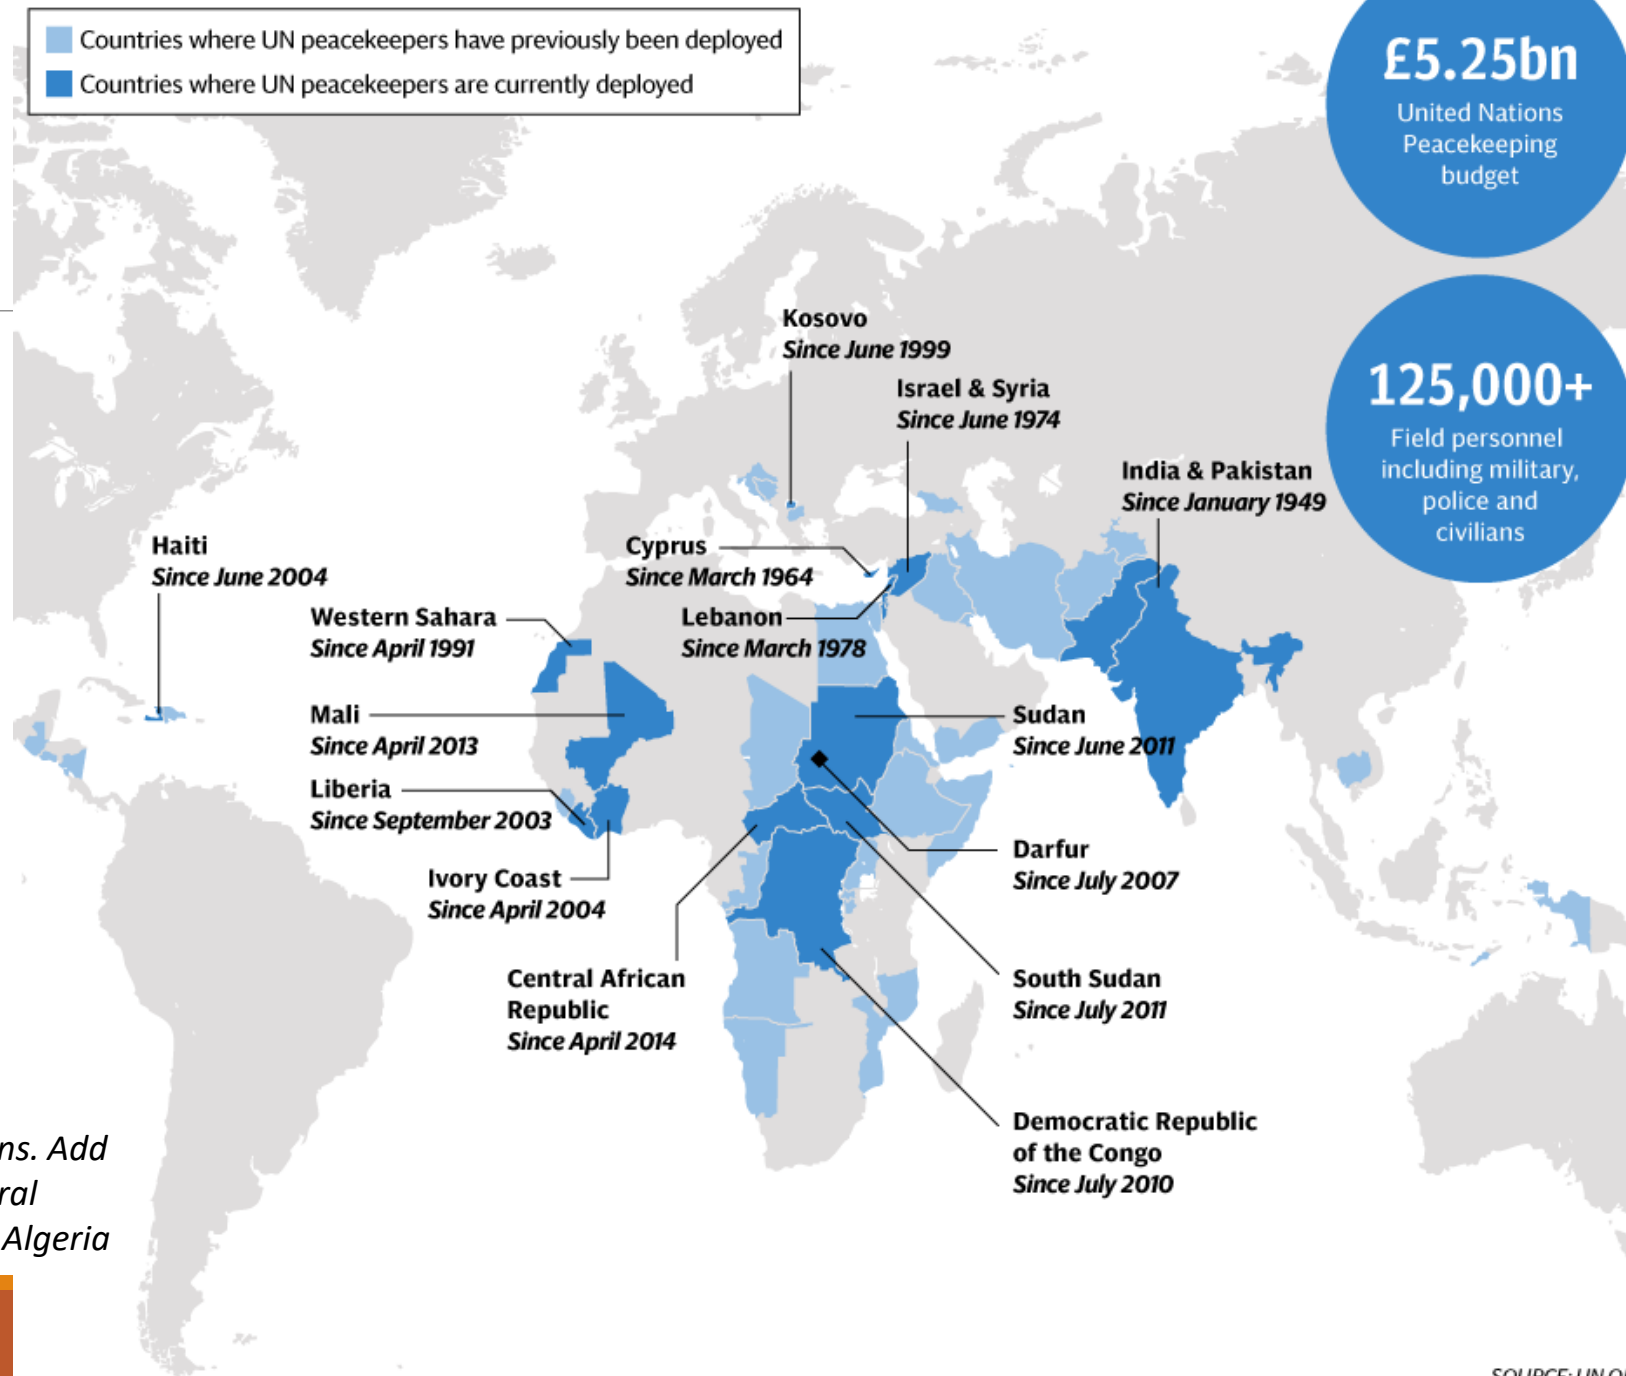 Countries where UN peacekeepers have previously been deployed
Countries where UN peacekeepers are currently deployed
£5.25bn
United Nations
Peacekeeping
budget
125,000+
Field personnel
including military,
police and
civilians
Kosovo
Since June 1999
Israel & Syria
Since June 1974
India & Pakistan
Since January 1949
Haiti
Since June 2004
Cyprus
Since March 1964
Western Sahara
Since April 1991
Lebanon
Since March 1978
Mali
Since April 2013
Sudan
Since June 2011
Liberia
Since September 2003
Darfur
Since July 2007
Ivory Coast
Since April 2004
Central African
Republic
Since April 2014
South Sudan
Since July 2011
Democratic Republic
of the Congo
Since July 2010
ns. Add
ral
Algeria
SOURCE: UN